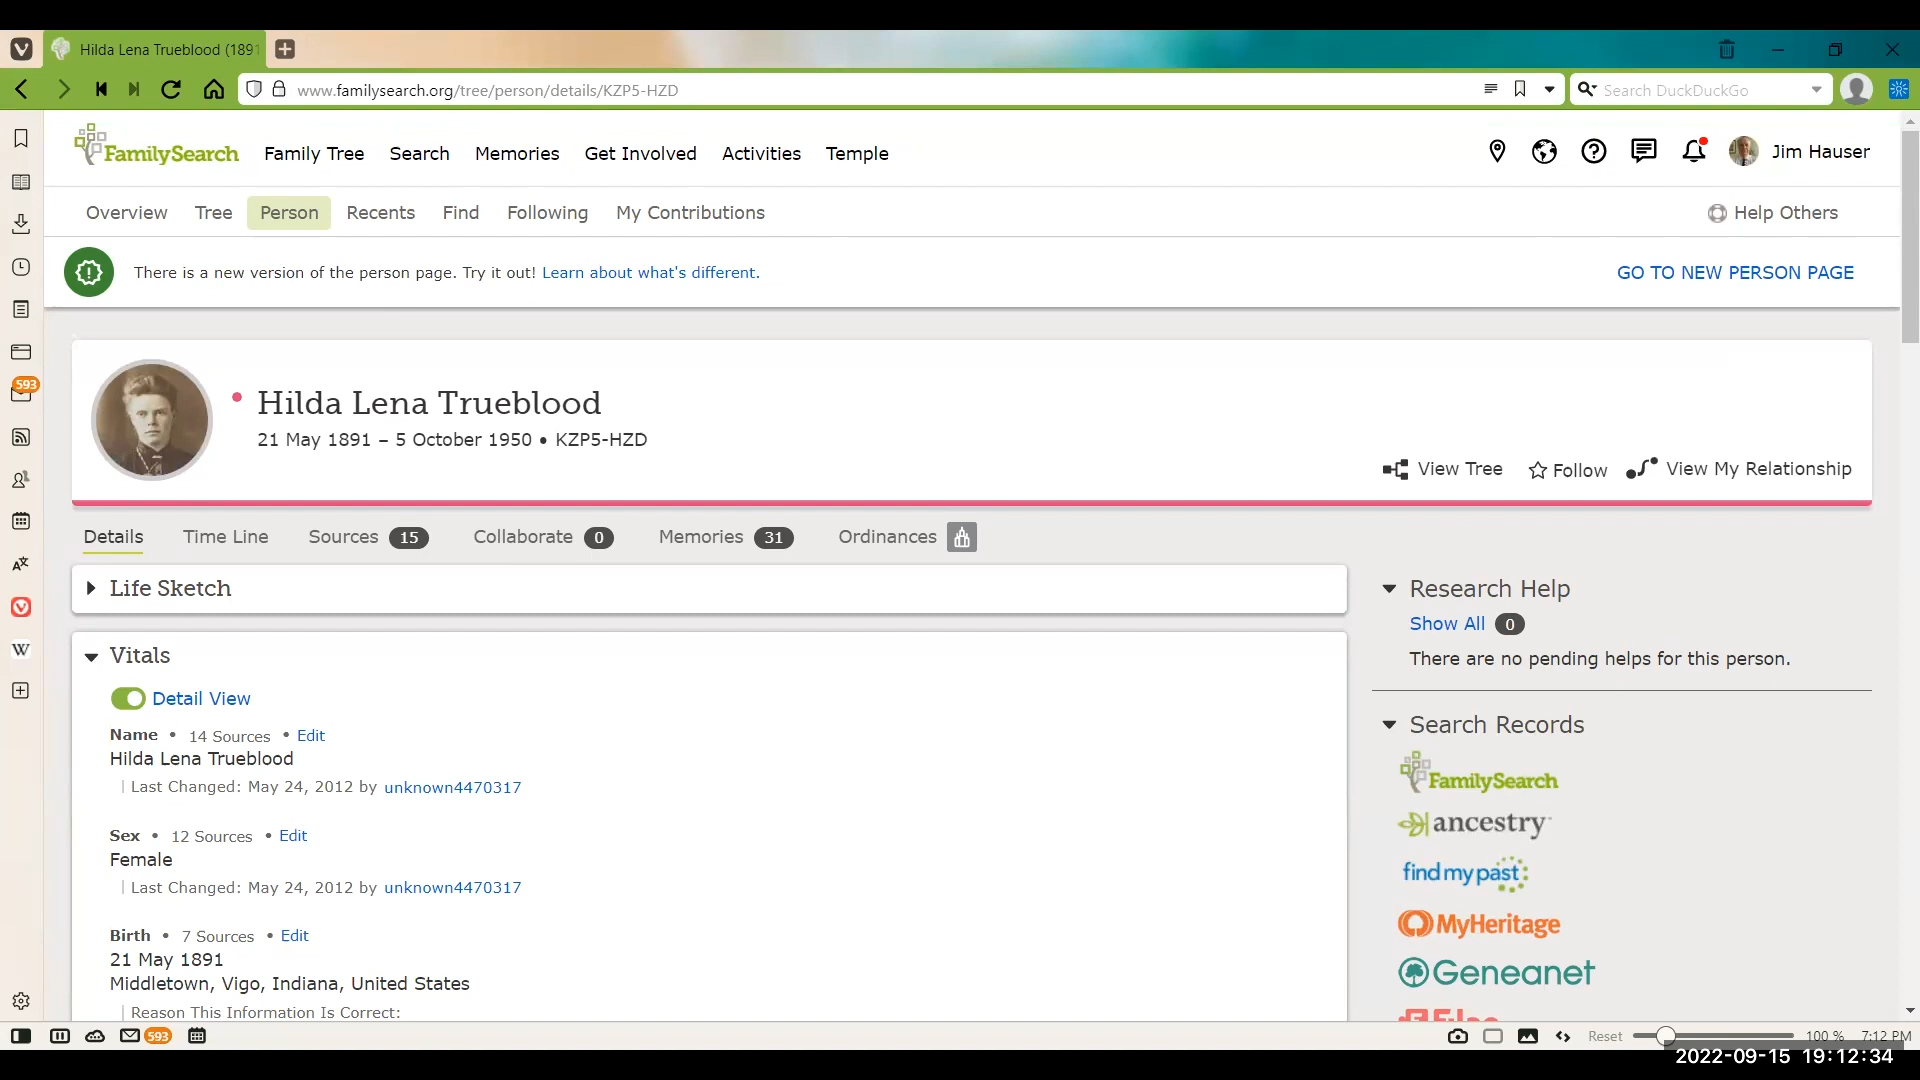 Hilda Lena Trueblood (1891
www.familysearch.org/tree/person/details/KZP5-HZD
Search DuckDuckGo
FamilySearch Family Tree Search Memories Get Involved Activities Temple Jim Hauser
Overview Tree Person Recents Find Following My Contributions Help Others
There is a new version of the person page. Try it out! Learn about what's different. GO TO NEW PERSON PAGE
Hilda Lena Trueblood
21 May 1891 – 5 October 1950 • KZP5-HZD
View Tree Follow View My Relationship
Details Time Line Sources 15 Collaborate 0 Memories 31 Ordinances
Life Sketch
Vitals
Detail View
Name • 14 Sources • Edit
Hilda Lena Trueblood
Last Changed: May 24, 2012 by unknown4470317
Sex • 12 Sources • Edit
Female
Last Changed: May 24, 2012 by unknown4470317
Birth • 7 Sources • Edit
21 May 1891
Middletown, Vigo, Indiana, United States
Reason This Information Is Correct:
Research Help
Show All 0
There are no pending helps for this person.
Search Records
FamilySearch
ancestry
findmypast
MyHeritage
Geneanet
593
W
593
Reset 100 % 7:12 PM
2022-09-15 19:12:34